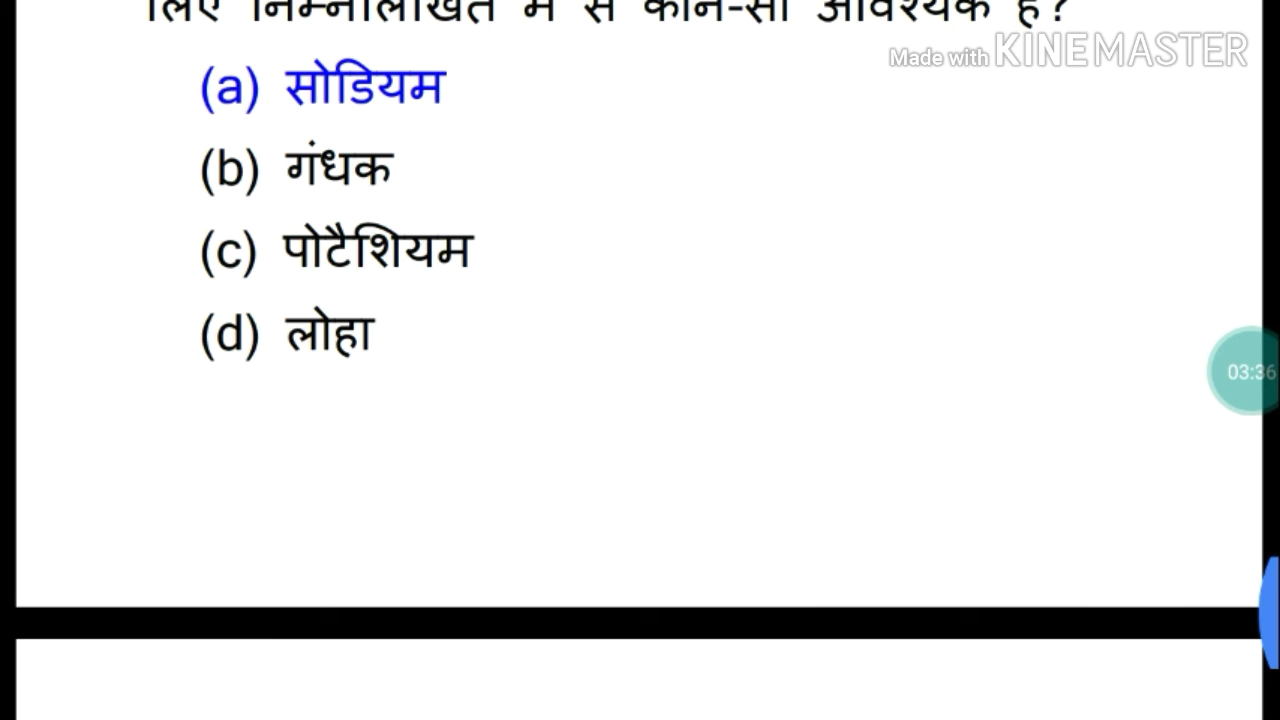 लिए निम्नलिखित में से कौन-सा आवश्यक है?
Made with KINEMASTER
(a) सोडियम
(b) गंधक
(c) पोटैशियम
(d) लोहा
03:36